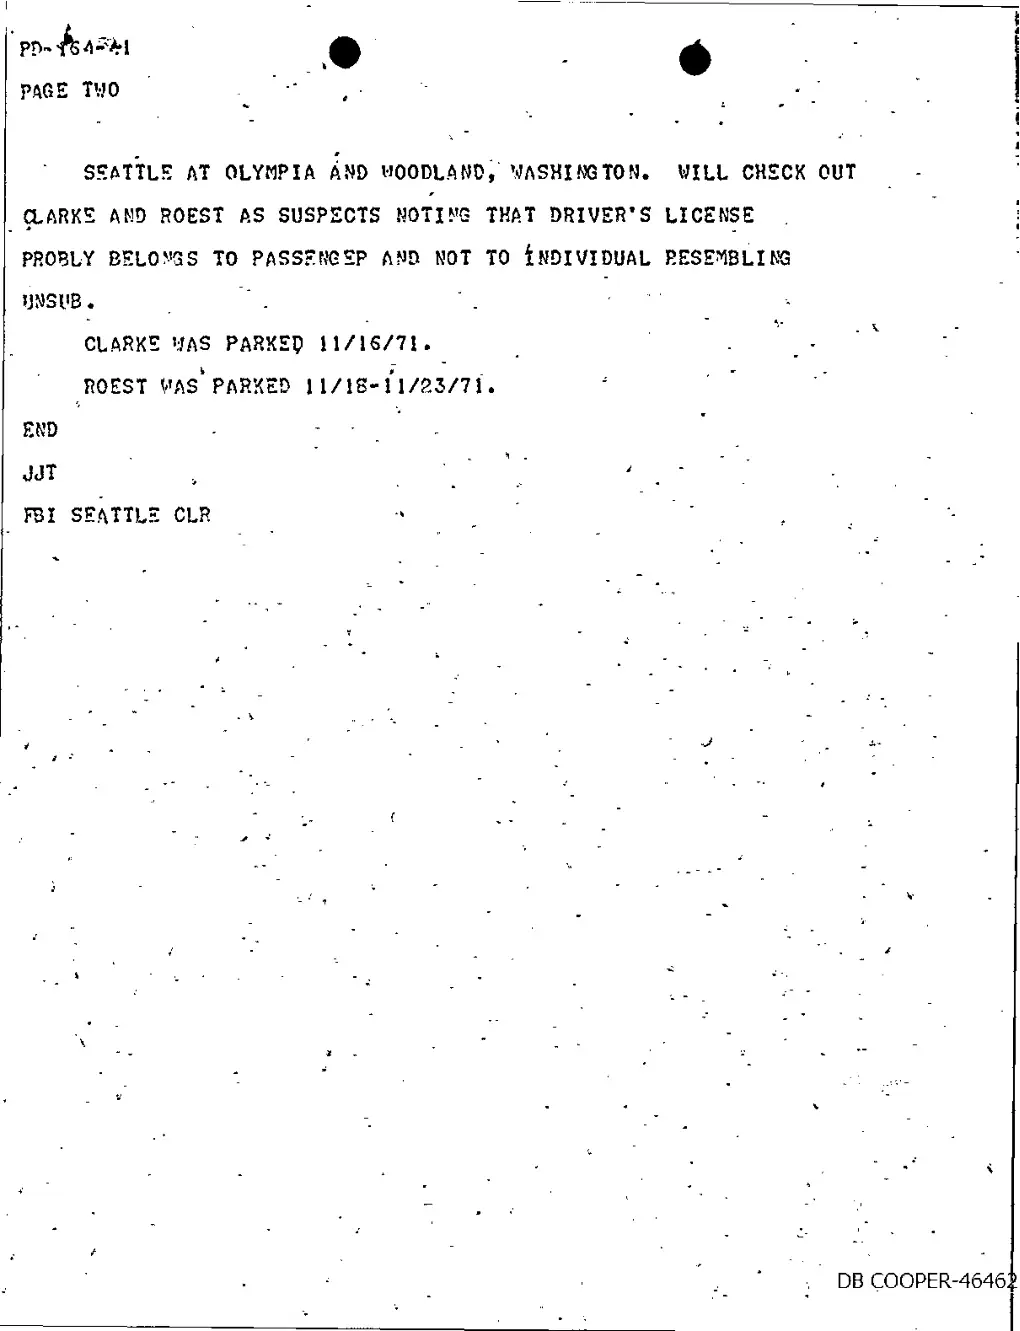 PD-164-41
PAGE TWO
SEATTLE AT OLYMPIA AND WOODLAND, WASHINGTON. WILL CHECK OUT
CLARKE AND ROEST AS SUSPECTS NOTING THAT DRIVER'S LICENSE
PROBLY BELONGS TO PASSENGER AND NOT TO INDIVIDUAL RESEMBLING
UNSUB.
CLARKE WAS PARKED 11/16/71.
ROEST WAS PARKED 11/18-11/23/71.
END
JJT
FBI SEATTLE CLR
DB COOPER-46462